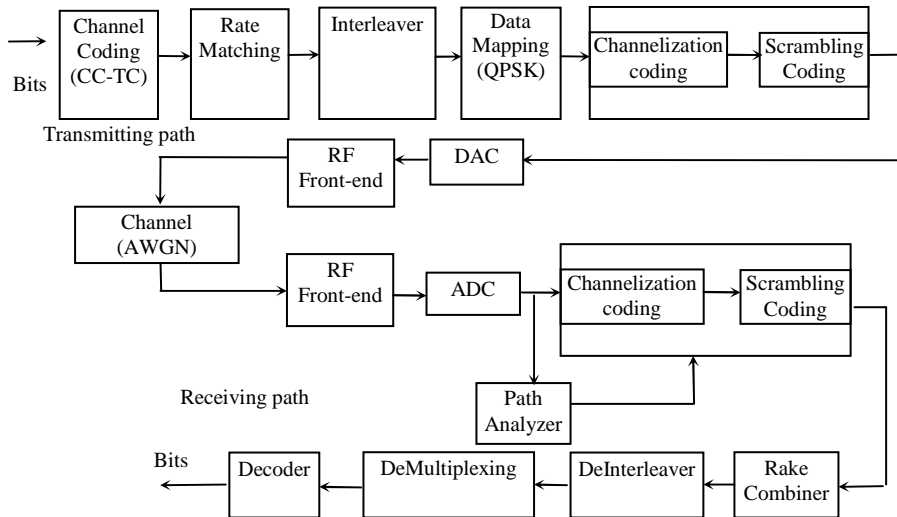 Bits
Channel
Coding
(CC-TC)
Rate
Matching
Interleaver
Data
Mapping
(QPSK)
Channelization
coding
Scrambling
Coding
Transmitting path
RF
Front-end
DAC
Channel
(AWGN)
RF
Front-end
ADC
Channelization
coding
Scrambling
Coding
Receiving path
Path
Analyzer
Bits
Decoder
DeMultiplexing
DeInterleaver
Rake
Combiner